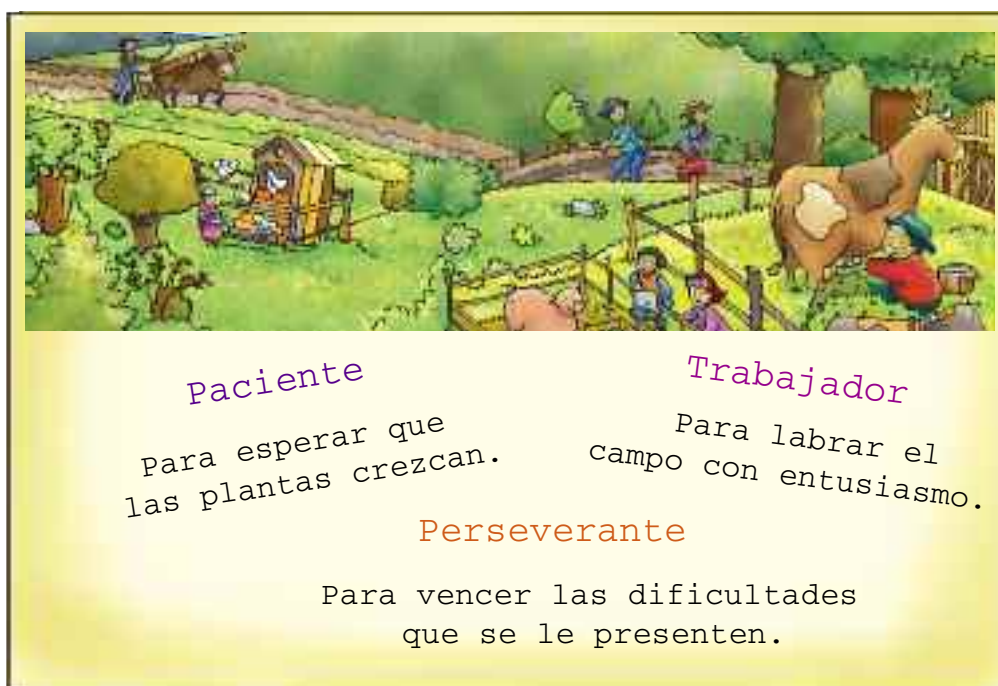 Paciente
Para esperar que
las plantas crezcan.
Trabajador
Para labrar el
campo con entusiasmo.
Perseverante
Para vencer las dificultades
que se le presenten.